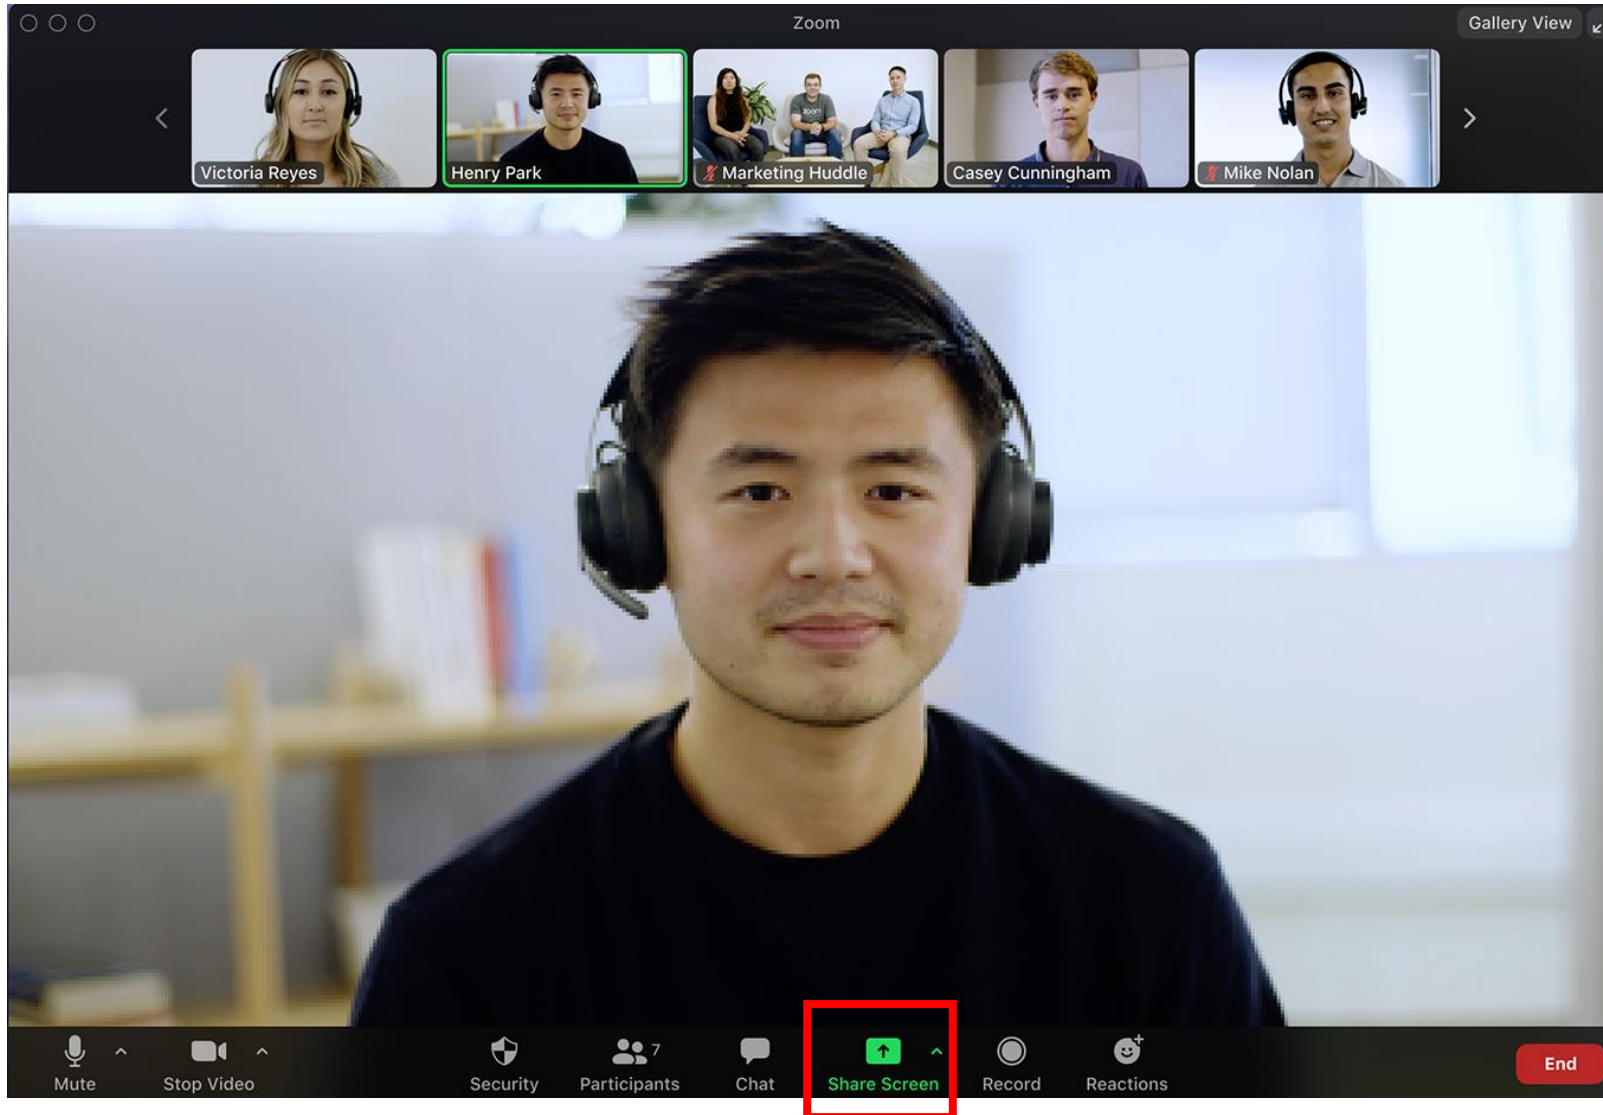 Zoom
Gallery View
Victoria Reyes
Henry Park
Marketing Huddle
Casey Cunningham
Mike Nolan
zoom
7
Mute
Stop Video
Security
Participants
Chat
Share Screen
Record
Reactions
End